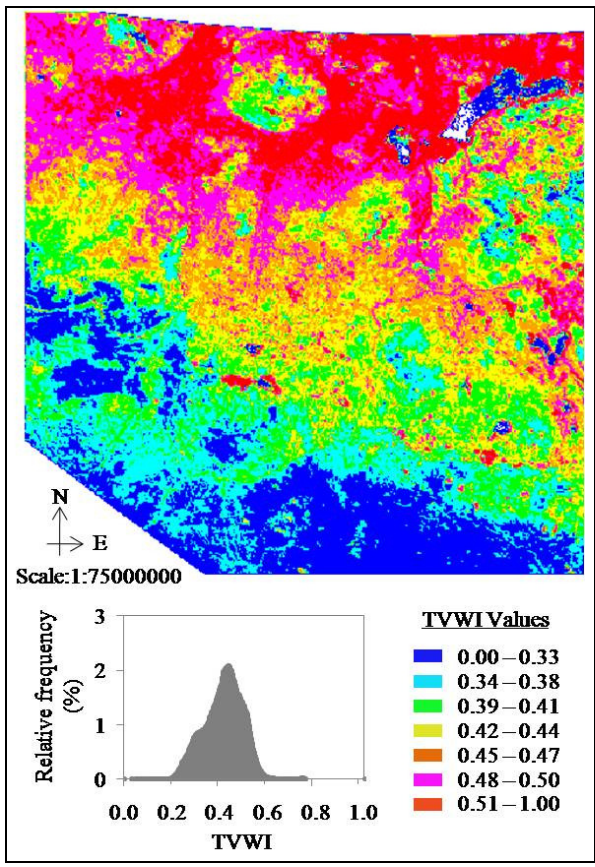 N
E
Scale:1:75000000
Relative frequency
(%)
3
2
1
0
0.0 0.2 0.4 0.6 0.8 1.0
TVWI
TVWI Values
0.00–0.33
0.34–0.38
0.39–0.41
0.42–0.44
0.45–0.47
0.48–0.50
0.51–1.00